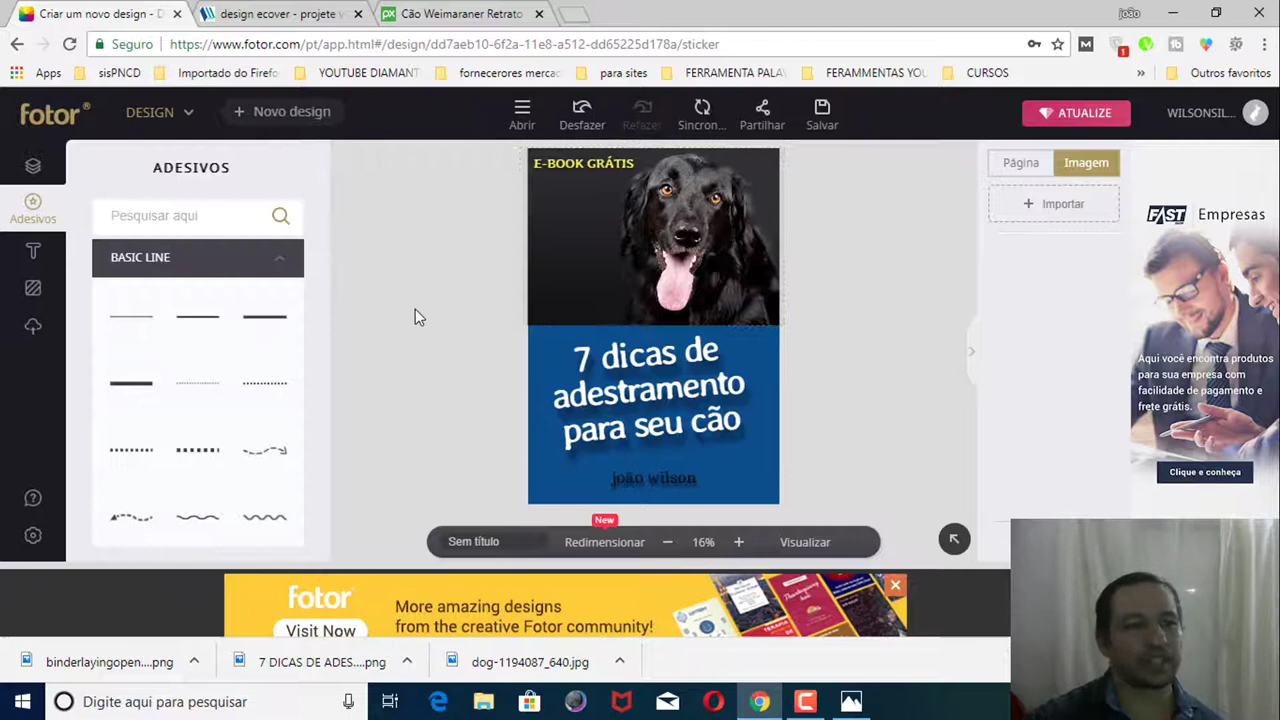 Criar um novo design - D
design ecover - projete v
Cão Weimaraner Retrato
joão
Seguro
https://www.fotor.com/pt/app.html#/design/dd7aeb10-6f2a-11e8-a512-dd65225d178a/sticker
Apps
sisPNCD
Importado do Firefo
YOUTUBE DIAMANT
fornecerores mercad
para sites
FERRAMENTA PALA
FERAMMENTAS YOU
CURSOS
»
Outros favoritos
fotor®
DESIGN
+ Novo design
Abrir
Desfazer
Refazer
Sincron...
Partilhar
Salvar
ATUALIZE
WILSONSIL...
Adesivos
ADESIVOS
Pesquisar aqui
BASIC LINE
E-BOOK GRÁTIS
7 dicas de
adestramento
para seu cão
joão wilson
Página
Imagem
+ Importar
FAST Empresas
Aqui você encontra produtos
para sua empresa com
facilidade de pagamento e
frete grátis.
Clique e conheça
New
Sem título
Redimensionar
16%
Visualizar
fotor
Visit Now
More amazing designs
from the creative Fotor community!
binderlayingopen....png
7 DICAS DE ADES....png
dog-1194087_640.jpg
Digite aqui para pesquisar